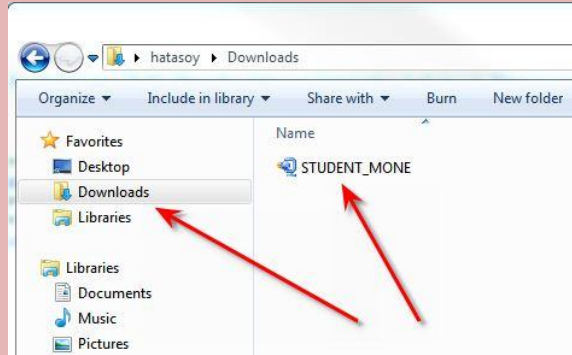 hatasoy Downloads
Organize Include in library Share with Burn New folder
Favorites
Desktop
Downloads
Libraries
Libraries
Documents
Music
Pictures
Name
STUDENT_MONE